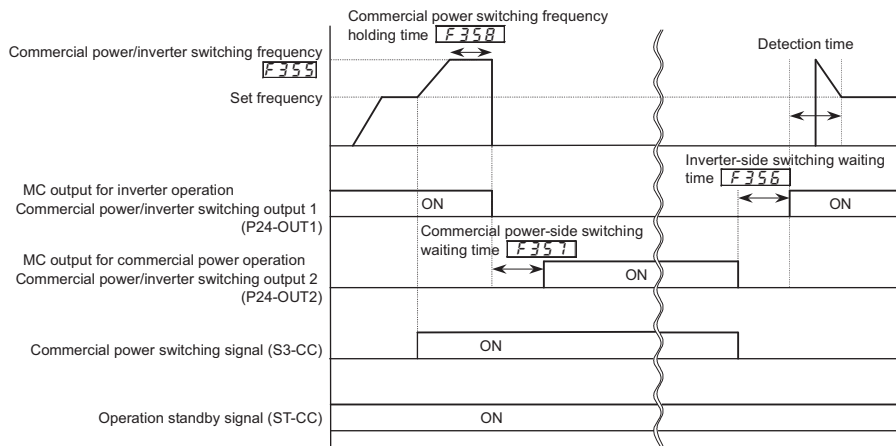 Commercial power switching frequency
holding time F358
Commercial power/inverter switching frequency
F355
Detection time
Set frequency
Inverter-side switching waiting
time F356
MC output for inverter operation
Commercial power/inverter switching output 1
(P24-OUT1)
ON
ON
Commercial power-side switching
waiting time F357
MC output for commercial power operation
Commercial power/inverter switching output 2
(P24-OUT2)
ON
Commercial power switching signal (S3-CC)
ON
Operation standby signal (ST-CC)
ON